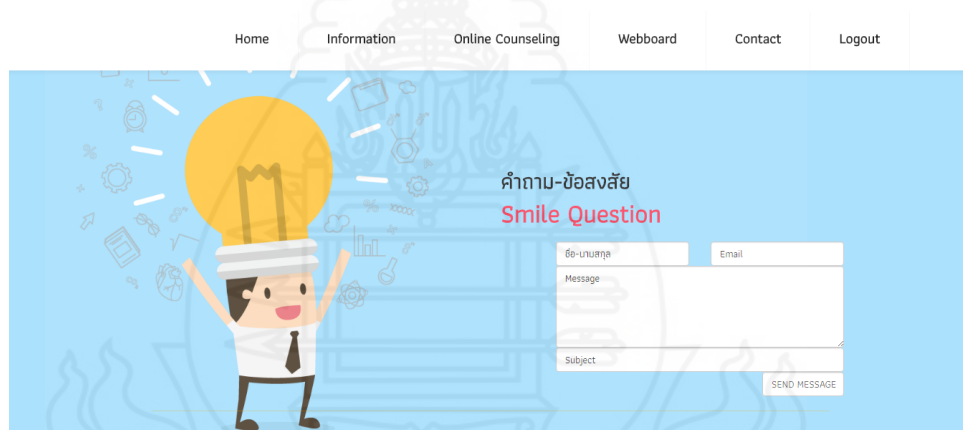 Home Information Online Counseling Webboard Contact Logout
คำถาม-ข้อสงสัย
Smile Question
ชื่อ-นามสกุล Email
Message
Subject
SEND MESSAGE